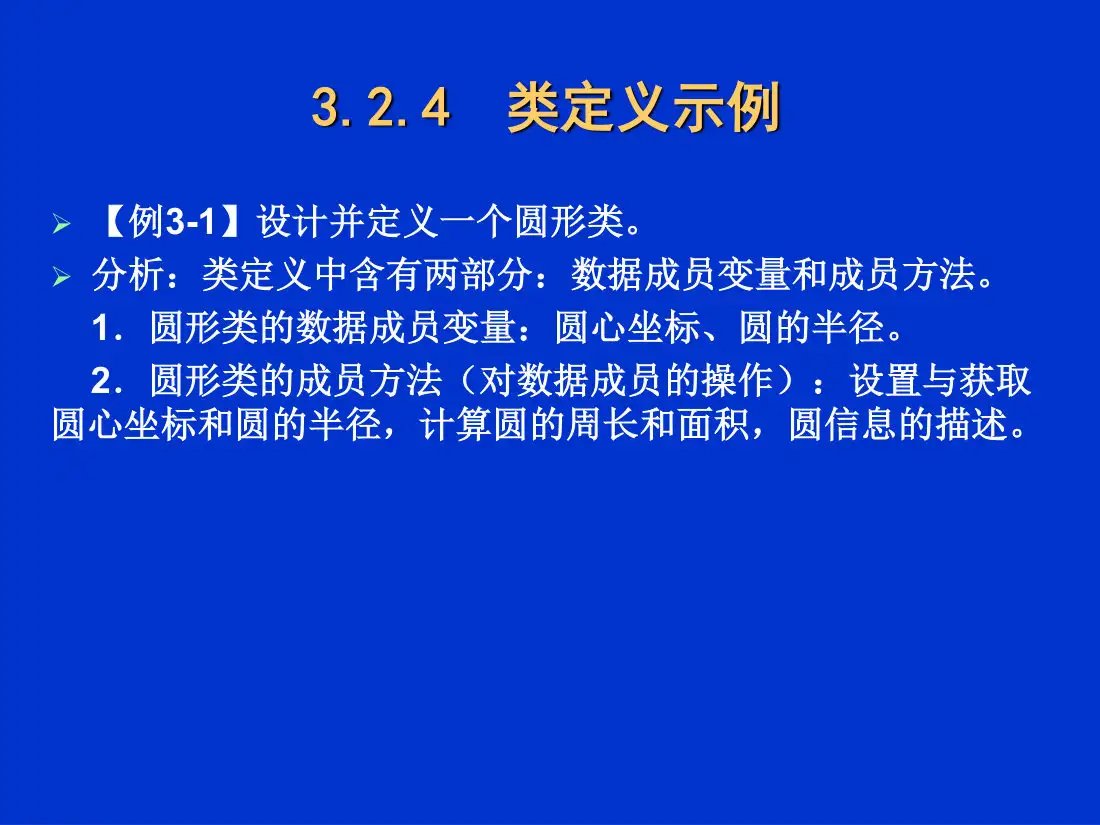 3.2.4 类定义示例
【例3-1】设计并定义一个圆形类。
分析：类定义中含有两部分：数据成员变量和成员方法。
1．圆形类的数据成员变量：圆心坐标、圆的半径。
2．圆形类的成员方法（对数据成员的操作）：设置与获取
圆心坐标和圆的半径，计算圆的周长和面积，圆信息的描述。